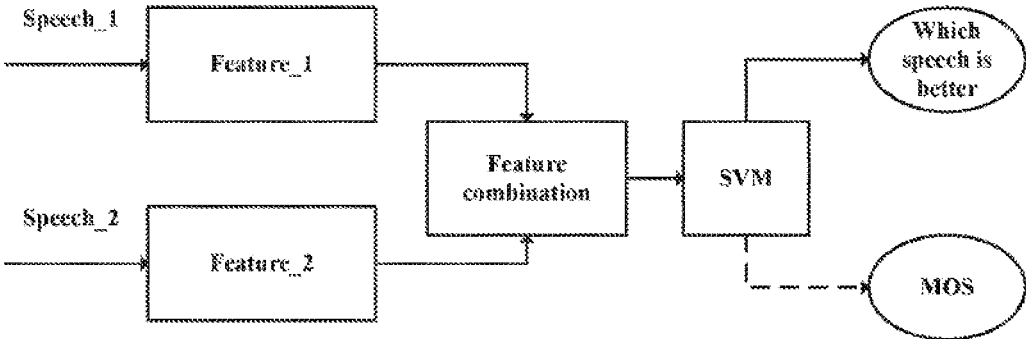 Speech_1
Feature_1
Which
speech is
better
Feature
combination
SVM
Speech_2
Feature_2
MOS